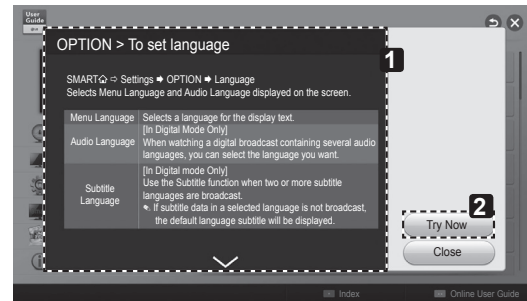 User
Guide
OPTION > To set language
1
SMART ⇨ Settings ➡ OPTION ➡ Language
Selects Menu Language and Audio Language displayed on the screen.
Menu Language Selects a language for the display text.
Audio Language
[In Digital Mode Only]
When watching a digital broadcast containing several audio
languages, you can select the language you want.
Subtitle
Language
[In Digital mode Only]
Use the Subtitle function when two or more subtitle
languages are broadcast.
If subtitle data in a selected language is not broadcast,
the default language subtitle will be displayed.
2
Try Now
Close
Index
Online User Guide